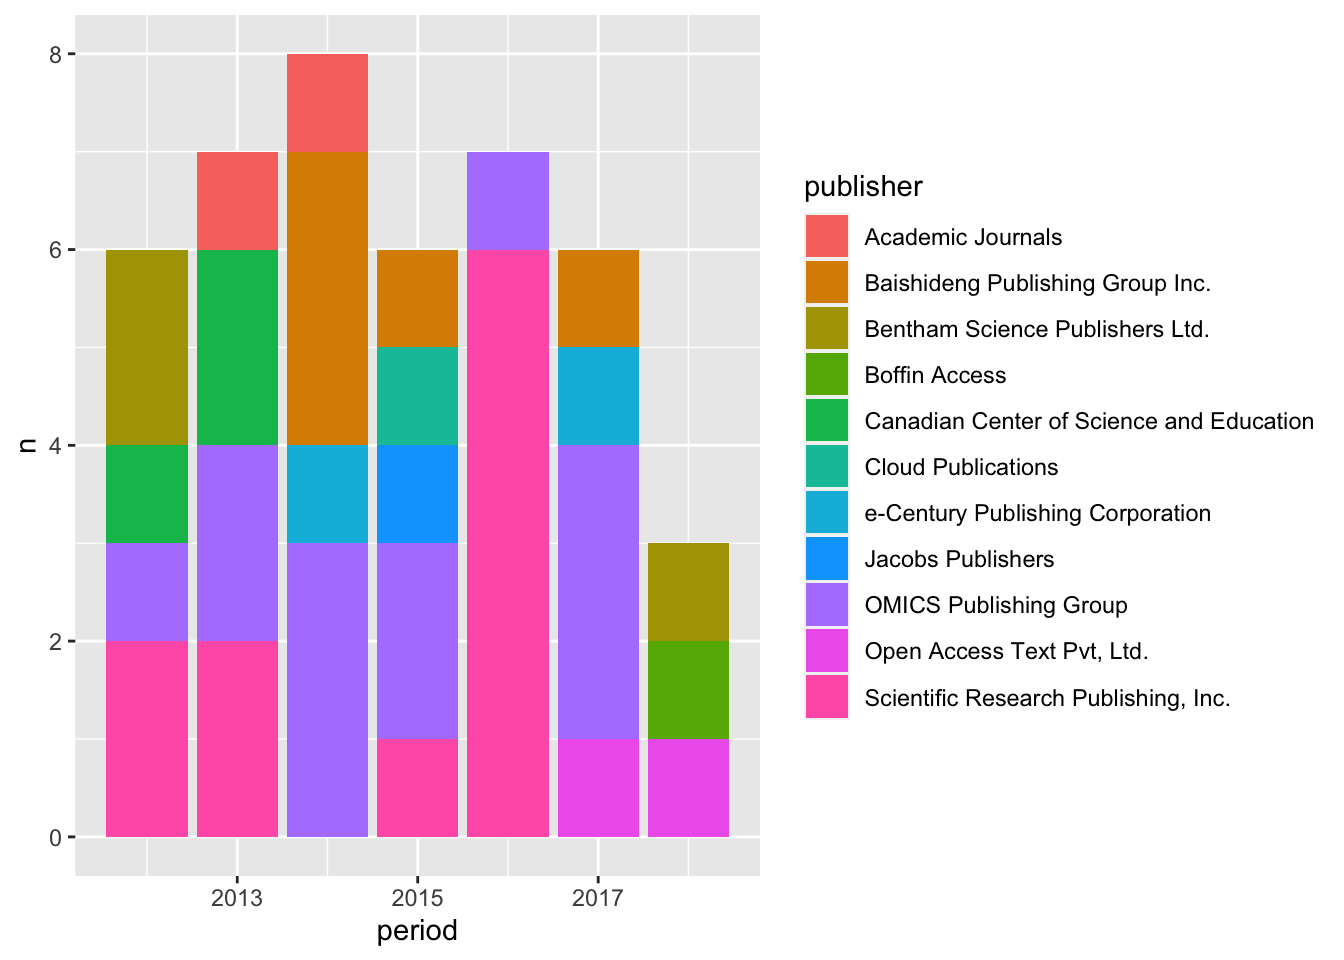 8
6
4
2
0
n
2013
2015
2017
period
publisher
Academic Journals
Baishideng Publishing Group Inc.
Bentham Science Publishers Ltd.
Boffin Access
Canadian Center of Science and Education
Cloud Publications
e-Century Publishing Corporation
Jacobs Publishers
OMICS Publishing Group
Open Access Text Pvt, Ltd.
Scientific Research Publishing, Inc.